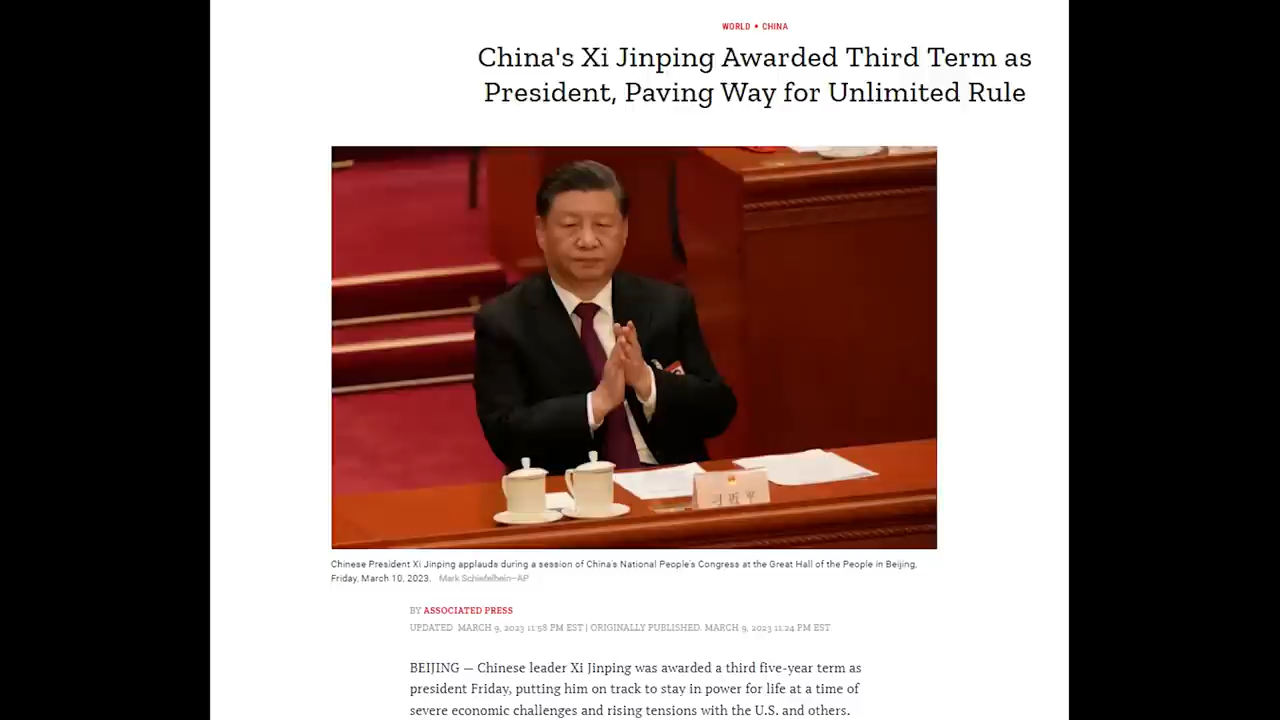 WORLD • CHINA
China's Xi Jinping Awarded Third Term as
President, Paving Way for Unlimited Rule
习近平
Chinese President Xi Jinping applauds during a session of China's National People's Congress at the Great Hall of the People in Beijing,
Friday, March 10, 2023. Mark Schiefelbein—AP
BY ASSOCIATED PRESS
UPDATED MARCH 9, 2023 11:58 PM EST | ORIGINALLY PUBLISHED: MARCH 9, 2023 11:24 PM EST
BEIJING — Chinese leader Xi Jinping was awarded a third five-year term as
president Friday, putting him on track to stay in power for life at a time of
severe economic challenges and rising tensions with the U.S. and others.